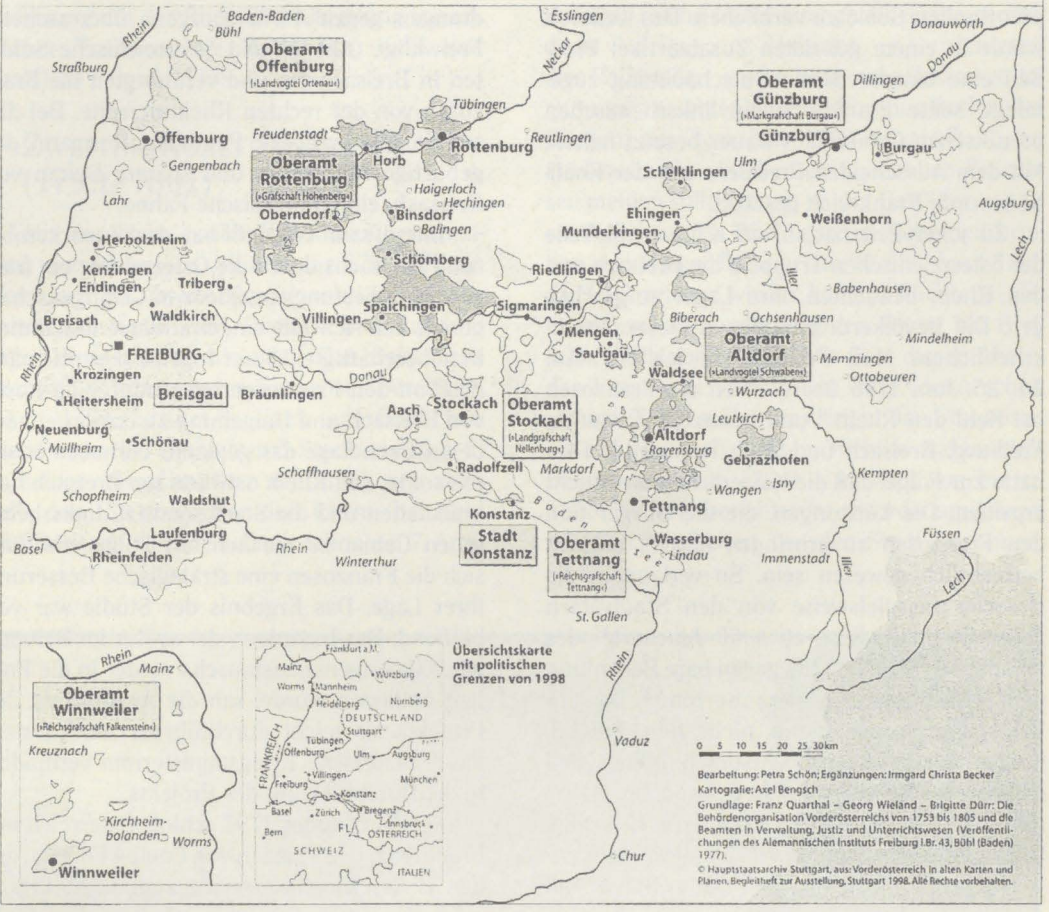 Rhein
Baden-Baden
Bühl
Straßburg
Oberamt
Offenburg
(»Landvogtei Ortenau«)
Esslingen
Neckar
Donauwörth
Donau
Dillingen
Oberamt
Günzburg
(»Markgrafschaft Burgau«)
Günzburg
Burgau
Tübingen
Offenburg
Freudenstadt
Rottenburg
Reutlingen
Gengenbach
Oberamt
Rottenburg
(»Grafschaft Hohenberg«)
Horb
Ulm
Schelklingen
Lahr
Haigerloch
Hechingen
Oberndorf
Binsdorf
Balingen
Ehingen
Munderkingen
Weißenhorn
Augsburg
Lech
Herbolzheim
Kenzingen
Endingen
Triberg
Schömberg
Riedlingen
Iller
Babenhausen
Breisach
Waldkirch
Villingen
Spaichingen
Sigmaringen
Mengen
Saulgau
Biberach
Ochsenhausen
Mindelheim
Rhein
FREIBURG
Krozingen
Heitersheim
Breisgau
Bräunlingen
Donau
Oberamt
Altdorf
(»Landvogtei Schwaben«)
Memmingen
Ottobeuren
Waldsee
Wurzach
Neuenburg
Müllheim
Schönau
Aach
Stockach
Oberamt
Stockach
(»Landgrafschaft
Nellenburg«)
Leutkirch
Altdorf
Ravensburg
Gebrazhofen
Schaffhausen
Radolfzell
Markdorf
Kempten
Isny
Wangen
Schopfheim
Waldshut
Konstanz
Bodensee
Tettnang
Basel
Laufenburg
Rheinfelden
Rhein
Winterthur
Stadt
Konstanz
Oberamt
Tettnang
(»Reichsgrafschaft
Tettnang«)
Wasserburg
Lindau
Immenstadt
Iller
Füssen
Lech
St. Gallen
Rhein
Vaduz
Chur
Rhein
Mainz
Oberamt
Winnweiler
(»Reichsgrafschaft Falkenstein«)
Kreuznach
Kirchheim-
bolanden
Worms
Winnweiler
Übersichtskarte
mit politischen
Grenzen von 1998
Frankfurt a.M.
Mainz
Würzburg
Worms
Mannheim
Heidelberg
Nürnberg
DEUTSCHLAND
Stuttgart
Tübingen
FRANKREICH
Offenburg
Ulm
Augsburg
Villingen
München
Freiburg
Konstanz
Basel
Zürich
Bregenz
Innsbruck
Bern
FL
ÖSTERREICH
SCHWEIZ
ITALIEN
0 5 10 15 20 25 30 km
Bearbeitung: Petra Schön; Ergänzungen: Irmgard Christa Becker
Kartografie: Axel Bengsch
Grundlage: Franz Quarthal – Georg Wieland – Brigitte Dürr: Die
Behördenorganisation Vorderösterreichs von 1753 bis 1805 und die
Beamten in Verwaltung, Justiz und Unterrichtswesen (Veröffentli-
chungen des Alemannischen Instituts Freiburg i.Br. 43, Bühl (Baden)
1977).
© Hauptstaatsarchiv Stuttgart, aus: Vorderösterreich in alten Karten und
Plänen, Begleitheft zur Ausstellung, Stuttgart 1998. Alle Rechte vorbehalten.